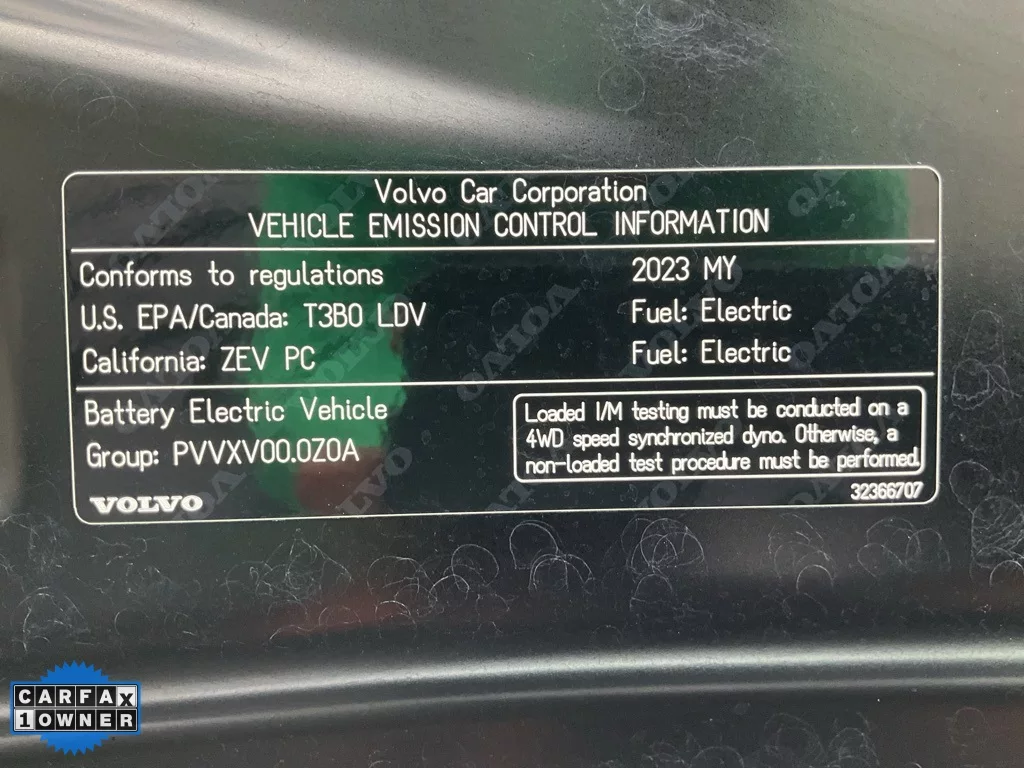 Volvo Car Corporation
VEHICLE EMISSION CONTROL INFORMATION
Conforms to regulations 2023 MY
U.S. EPA/Canada: T3B0 LDV Fuel: Electric
California: ZEV PC Fuel: Electric
Battery Electric Vehicle
Group: PVVXV00.0Z0A
Loaded I/M testing must be conducted on a
4WD speed synchronized dyno. Otherwise, a
non-loaded test procedure must be performed.
VOLVO
32366707
CARFAX
1 OWNER